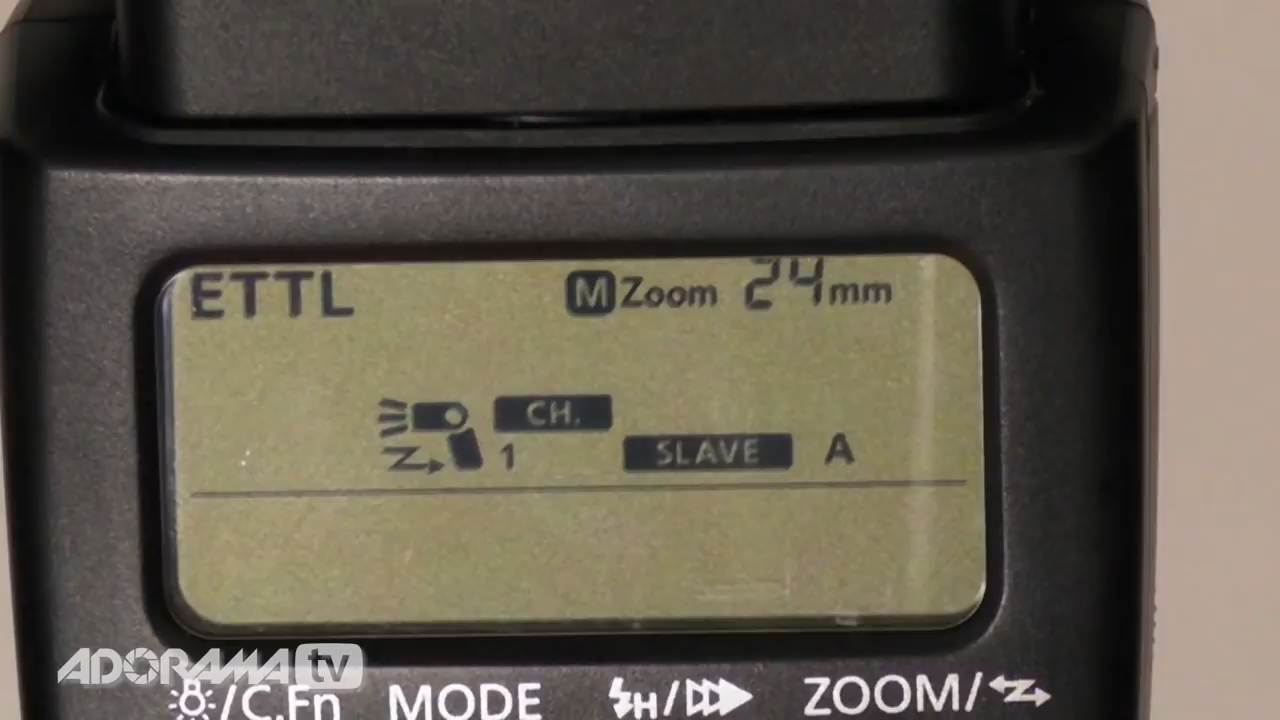 ETTL M Zoom 24mm
CH.
1 SLAVE A
ADORAMA tv
/C.Fn MODE H/ ZOOM/